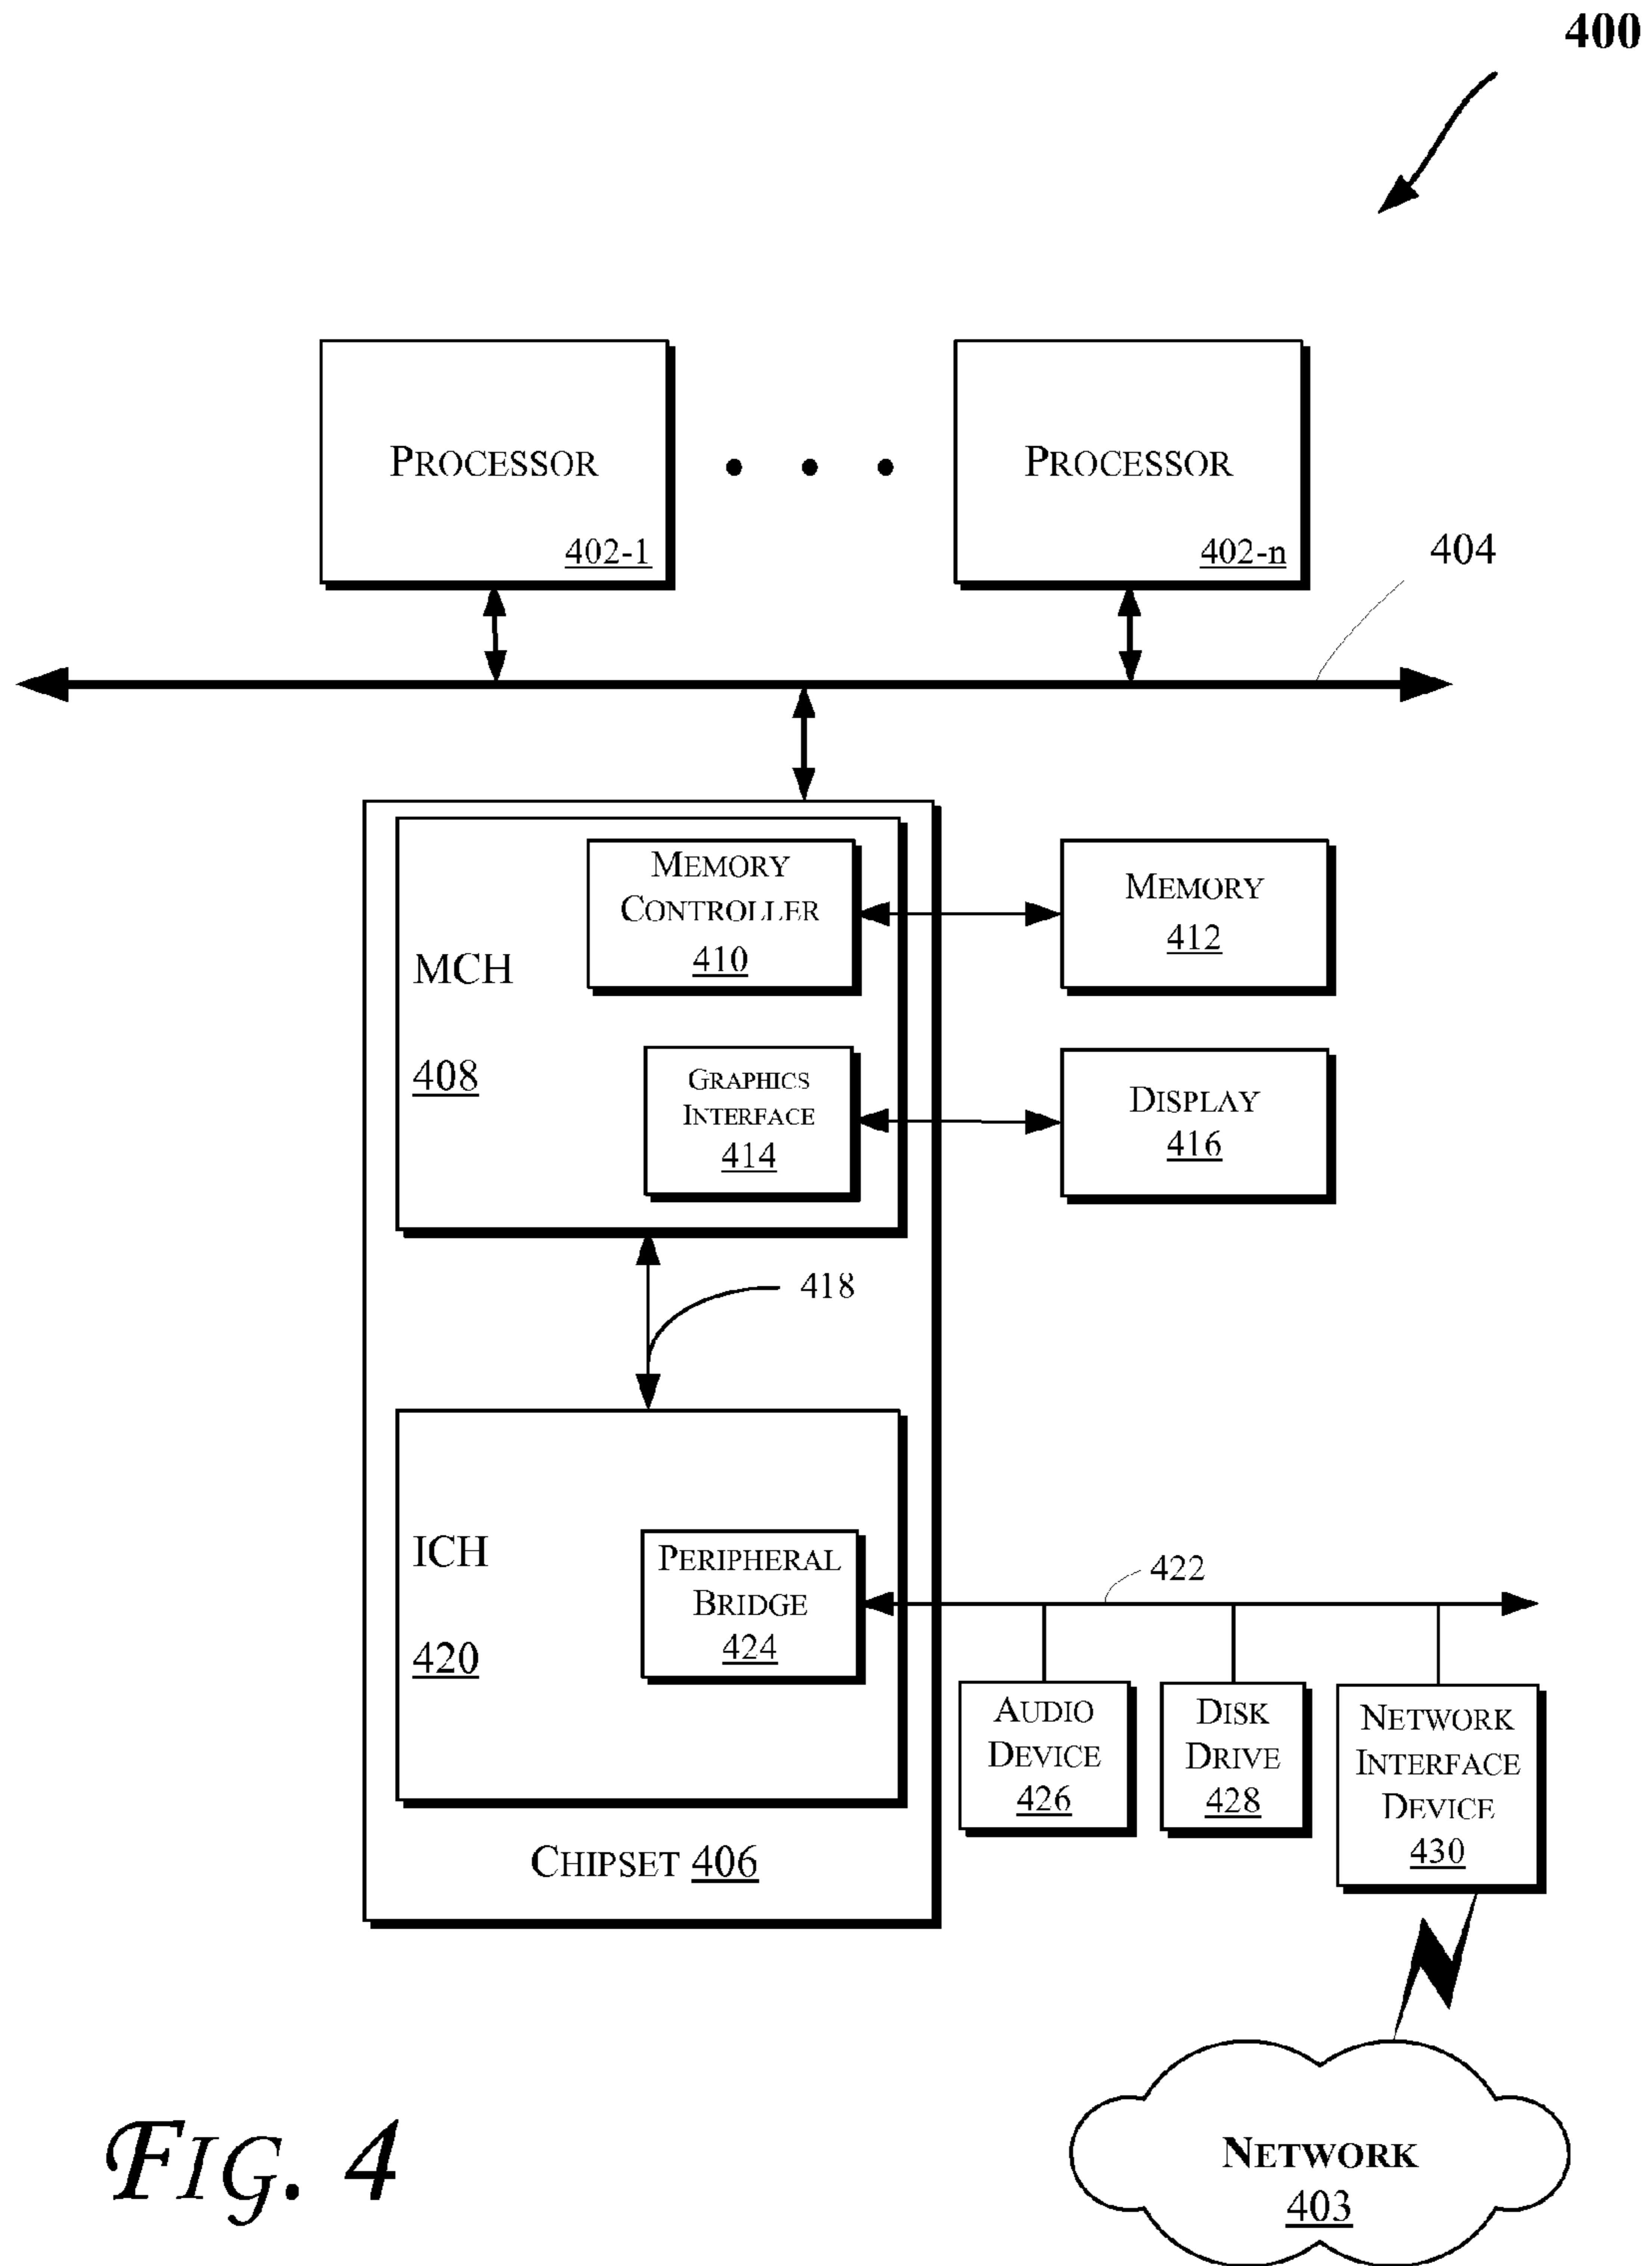 400
PROCESSOR
402-1
PROCESSOR
402-n
404
MEMORY
CONTROLLER
410
MEMORY
412
MCH
408
GRAPHICS
INTERFACE
414
DISPLAY
416
418
ICH
420
PERIPHERAL
BRIDGE
424
422
AUDIO
DEVICE
426
DISK
DRIVE
428
NETWORK
INTERFACE
DEVICE
430
CHIPSET 406
NETWORK
403
FIG. 4